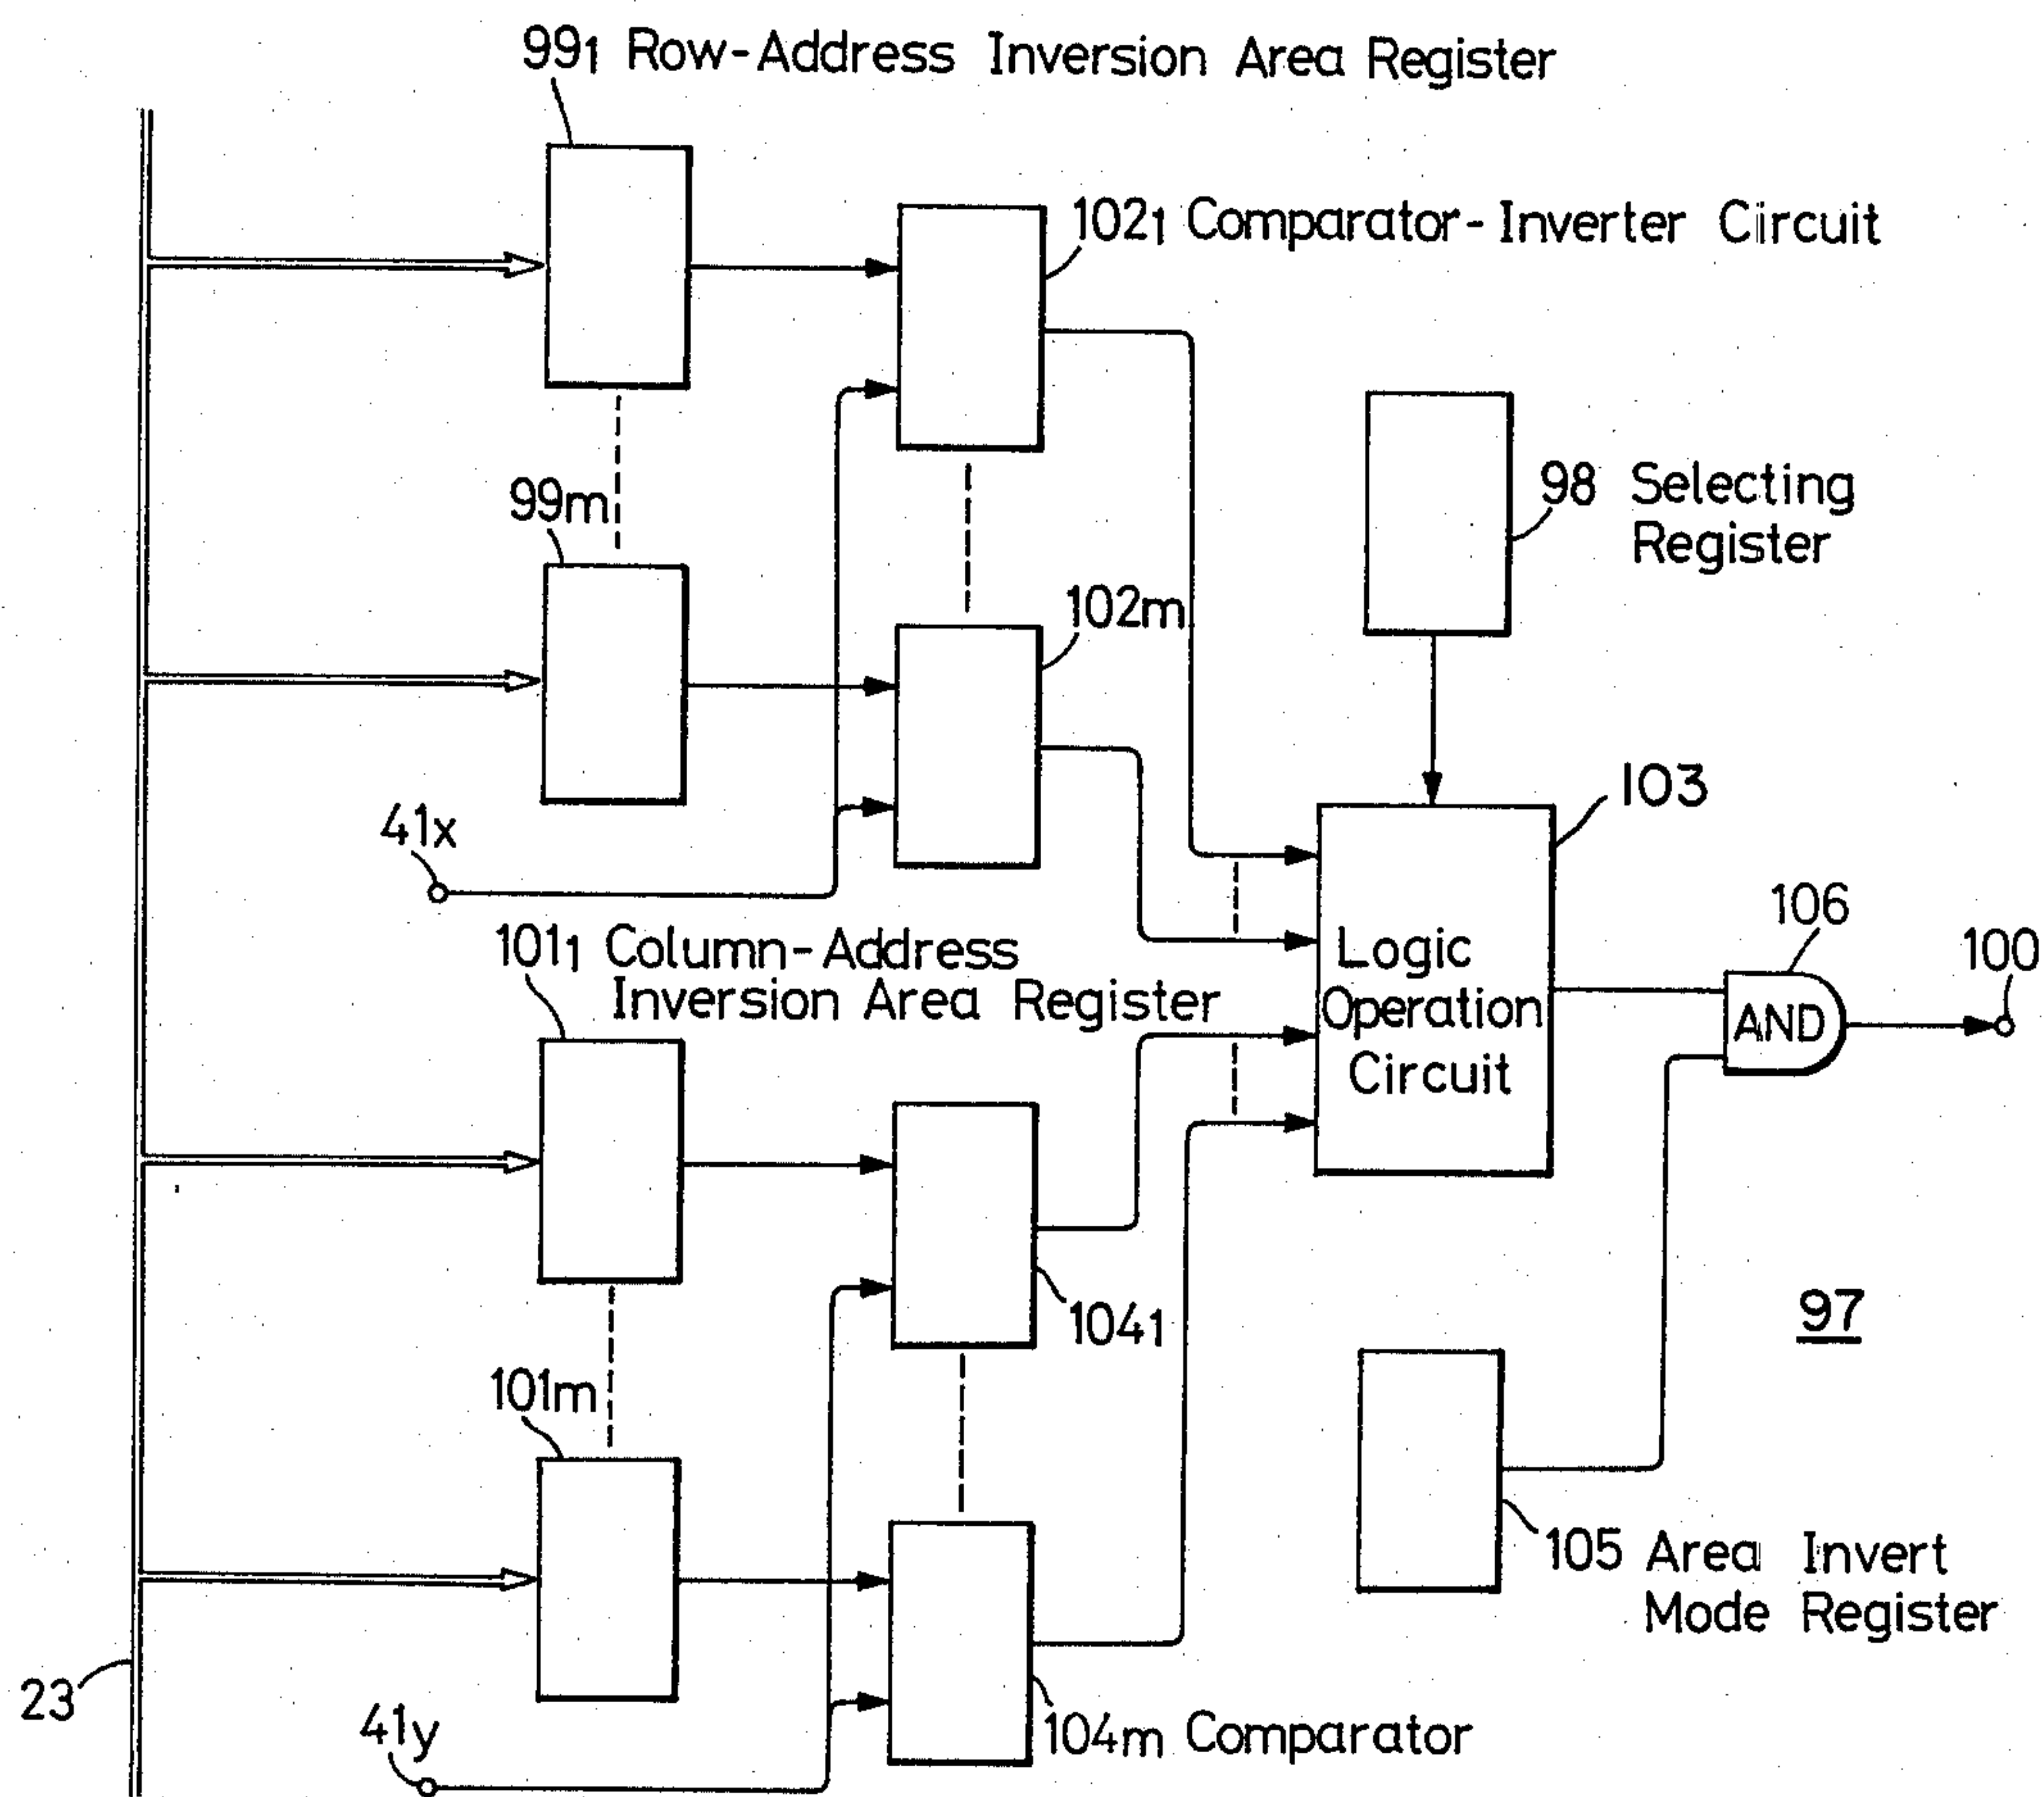 99₁ Row-Address Inversion Area Register
102₁ Comparator-Inverter Circuit
99m
98 Selecting
Register
102m
103
41x
101₁ Column-Address
Inversion Area Register
Logic
Operation
Circuit
106
AND
100
104₁
97
101m
105 Area Invert
Mode Register
23
41y
104m Comparator